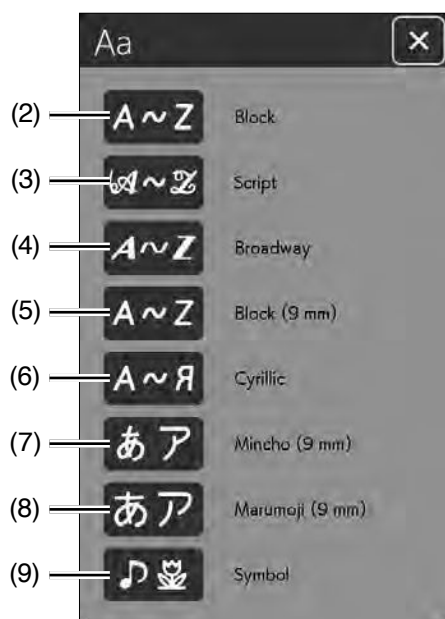 Aa
(2) A~Z Block
(3) A~Z Script
(4) A~Z Broadway
(5) A~Z Block (9 mm)
(6) A~Я Cyrillic
(7) あ ア Mincho (9 mm)
(8) あ ア Marumoji (9 mm)
(9) Symbol